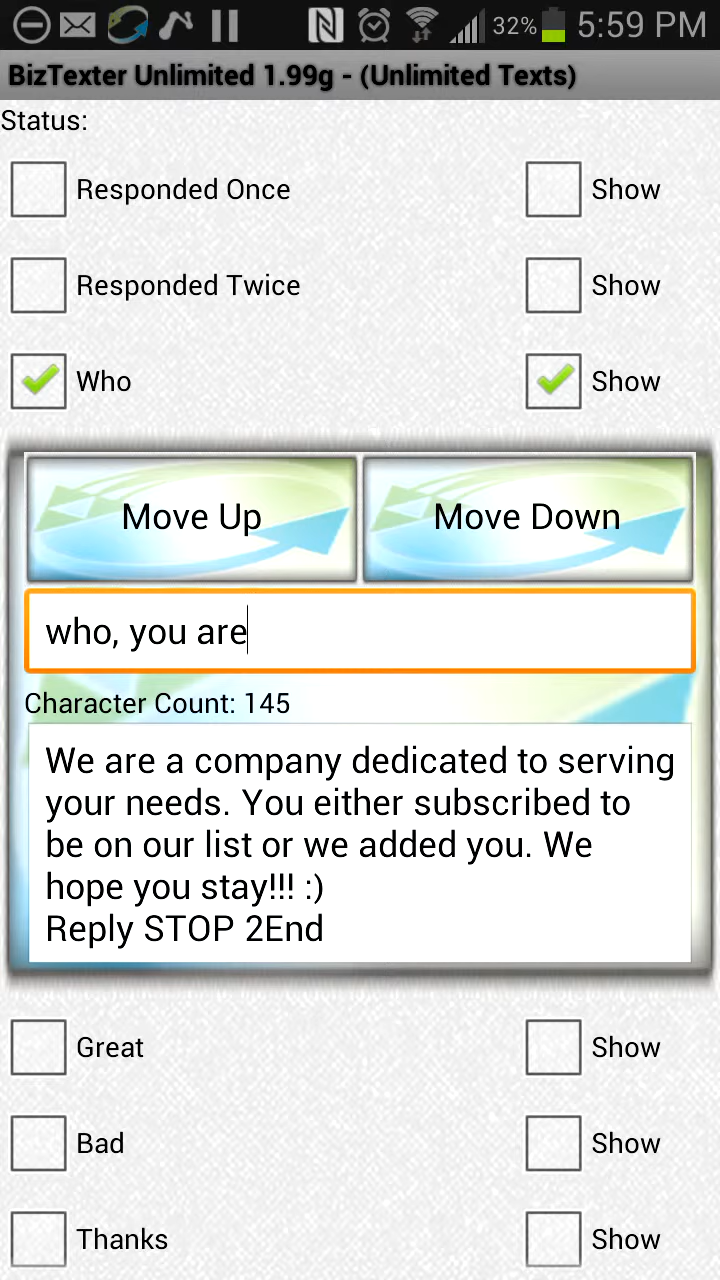 32% 5:59 PM
BizTexter Unlimited 1.99g - (Unlimited Texts)
Status:
Responded Once Show
Responded Twice Show
Who Show
Move Up Move Down
who, you are
Character Count: 145
We are a company dedicated to serving
your needs. You either subscribed to
be on our list or we added you. We
hope you stay!!! :)
Reply STOP 2End
Great Show
Bad Show
Thanks Show